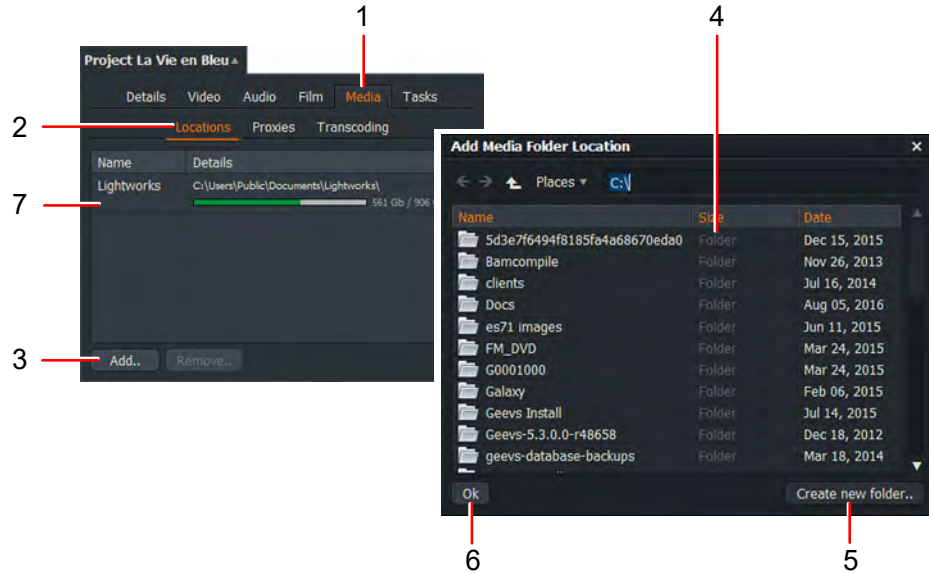 1
4
Project La Vie en Bleu
Details Video Audio Film Media Tasks
2
Locations Proxies Transcoding
Name Details
Lightworks C:\Users\Public\Documents\Lightworks\
7
561 Gb / 906
3
Add.. Remove..
Add Media Folder Location
Places C:\
Name Size Date
5d3e7f6494f8185fa4a68670eda0 Folder Dec 15, 2015
Bamcompile Folder Nov 26, 2013
clients Folder Jul 16, 2014
Docs Folder Aug 05, 2016
es71 images Folder Jun 11, 2015
FM_DVD Folder Mar 24, 2015
G0001000 Folder Mar 24, 2015
Galaxy Folder Feb 06, 2015
Geevs Install Folder Jul 14, 2015
Geevs-5.3.0.0-r48658 Folder Dec 18, 2012
geevs-database-backups Folder Mar 18, 2014
Ok Create new folder..
6
5